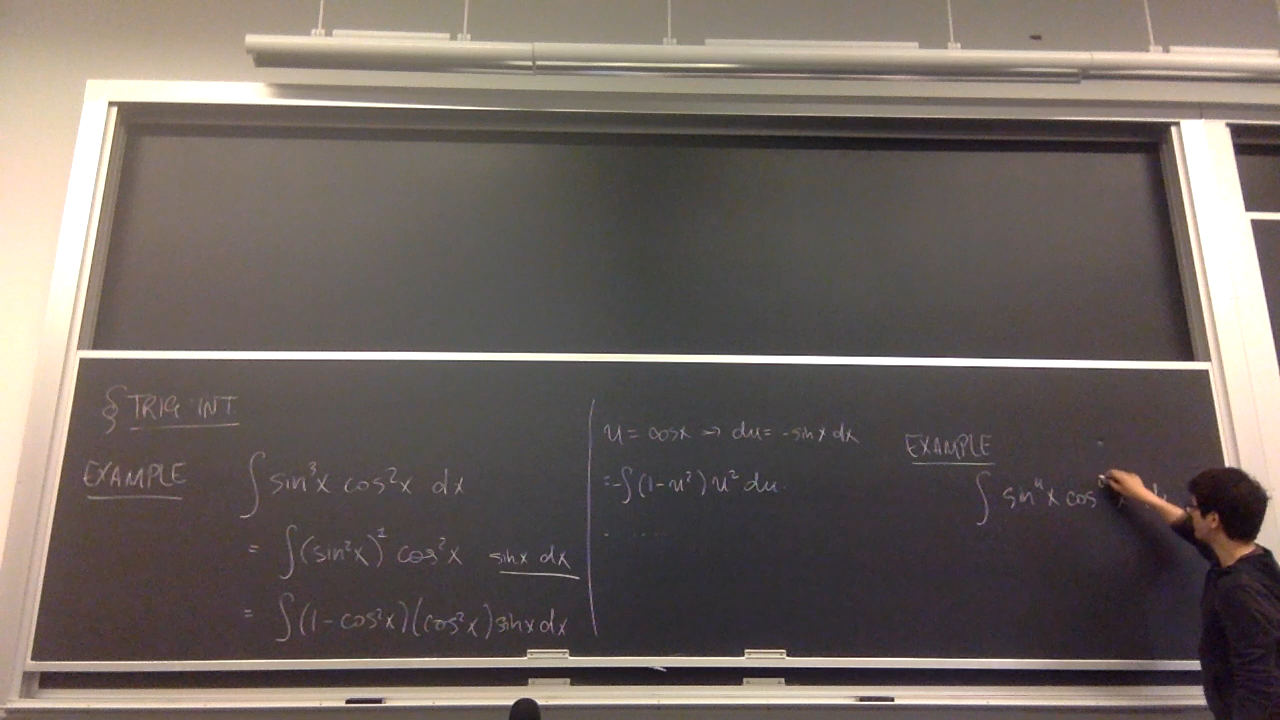 § TRIG INT.
EXAMPLE ∫ sin³x cos²x dx
= ∫ (sin²x)¹ cos²x sinx dx
= ∫ (1 - cos²x)(cos²x) sinx dx
u = cosx → du = -sinx dx
= -∫ (1-u²) u² du.
. . . . .
EXAMPLE
∫ sin⁴x cos